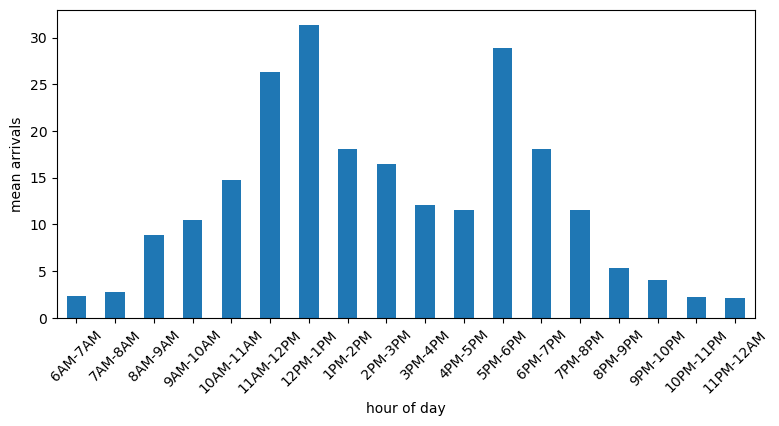 mean arrivals
30
25
20
15
10
5
0
6AM-7AM
7AM-8AM
8AM-9AM
9AM-10AM
10AM-11AM
11AM-12PM
12PM-1PM
1PM-2PM
2PM-3PM
3PM-4PM
4PM-5PM
5PM-6PM
6PM-7PM
7PM-8PM
8PM-9PM
9PM-10PM
10PM-11PM
11PM-12AM
hour of day